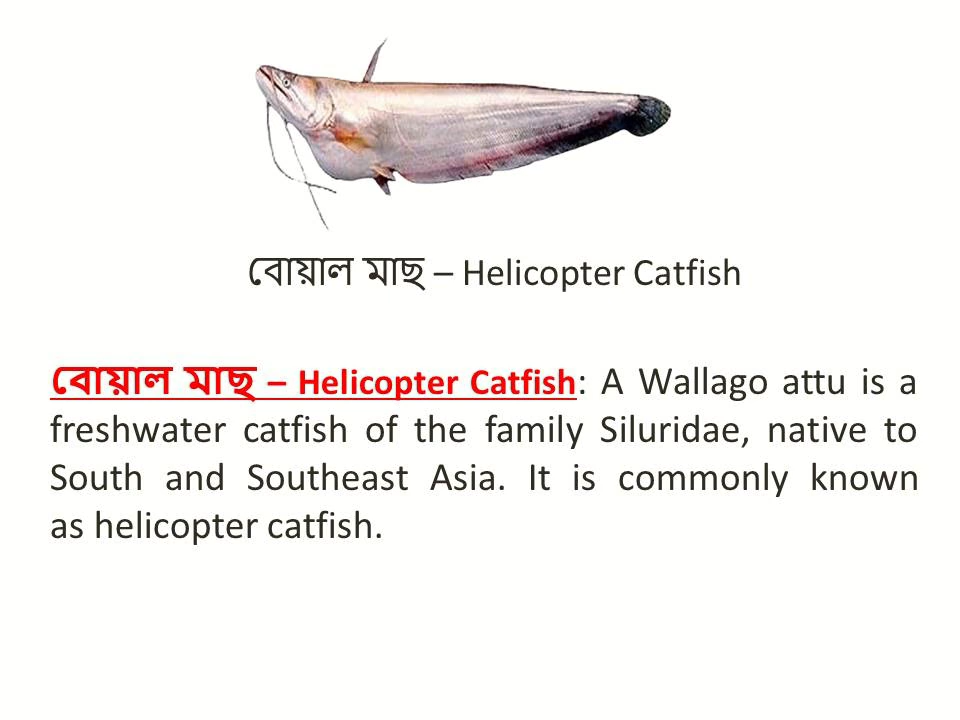 বোয়াল মাছ – Helicopter Catfish
বোয়াল মাছ – Helicopter Catfish: A Wallago attu is a
freshwater catfish of the family Siluridae, native to
South and Southeast Asia. It is commonly known
as helicopter catfish.